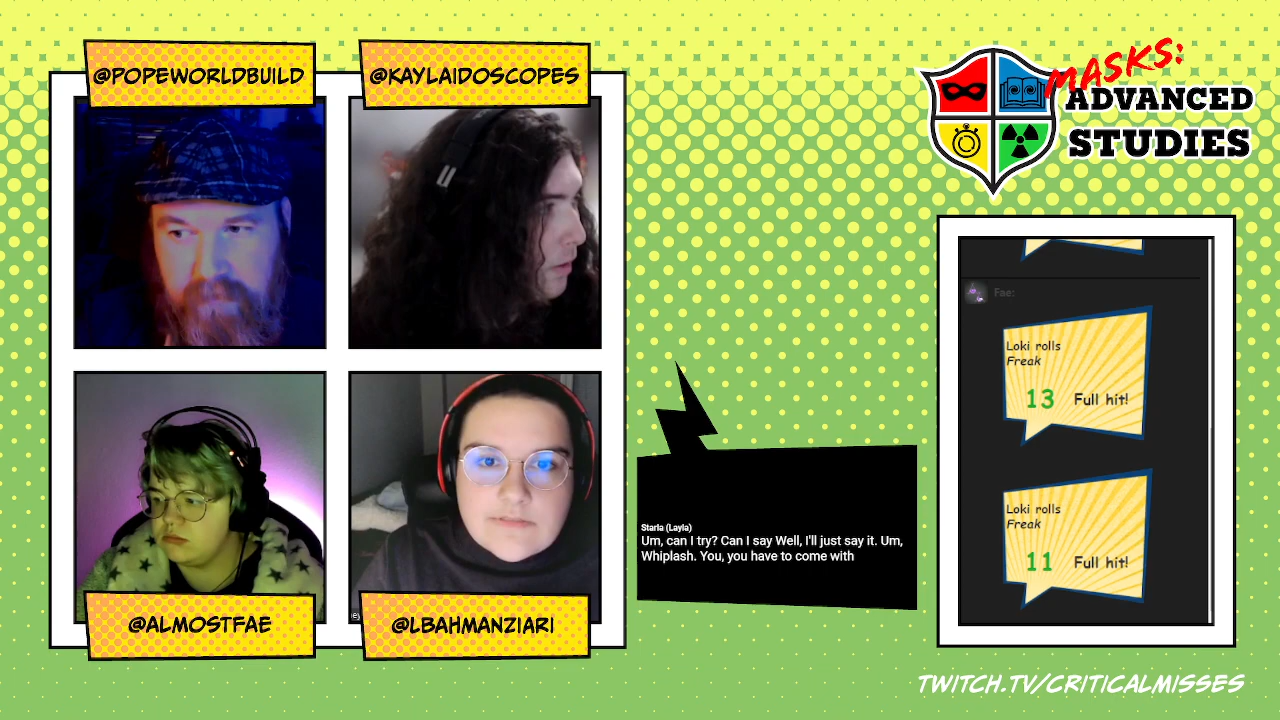 @POPEWORLDBUILD
@KAYLAIDOSCOPES
@ALMOSTFAE
@LBAHMANZIARI
Starla (Layla)
Um, can I try? Can I say Well, I'll just say it. Um,
Whiplash. You, you have to come with
MASKS:
ADVANCED
STUDIES
Fae:
Loki rolls
Freak
13 Full hit!
Loki rolls
Freak
11 Full hit!
TWITCH.TV/CRITICALMISSES